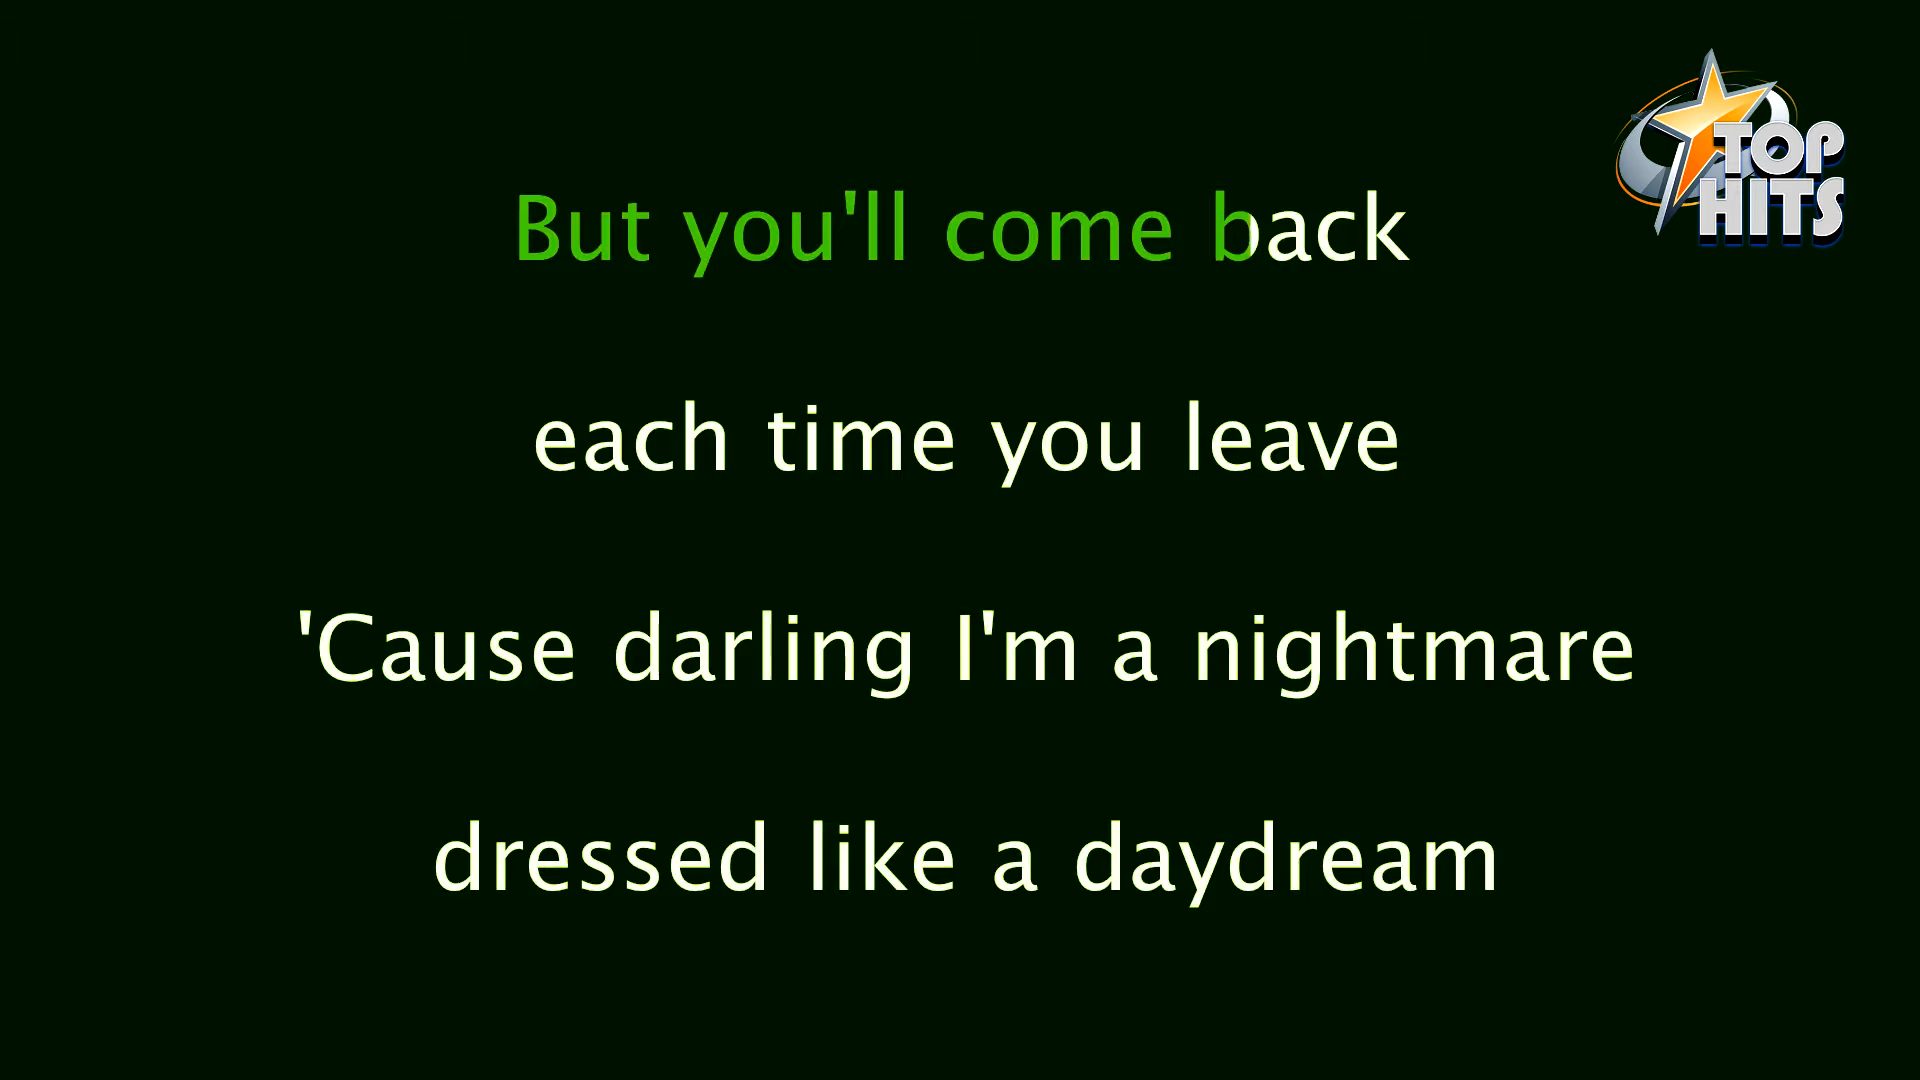 TOP
HITS
But you'll come back
each time you leave
'Cause darling I'm a nightmare
dressed like a daydream